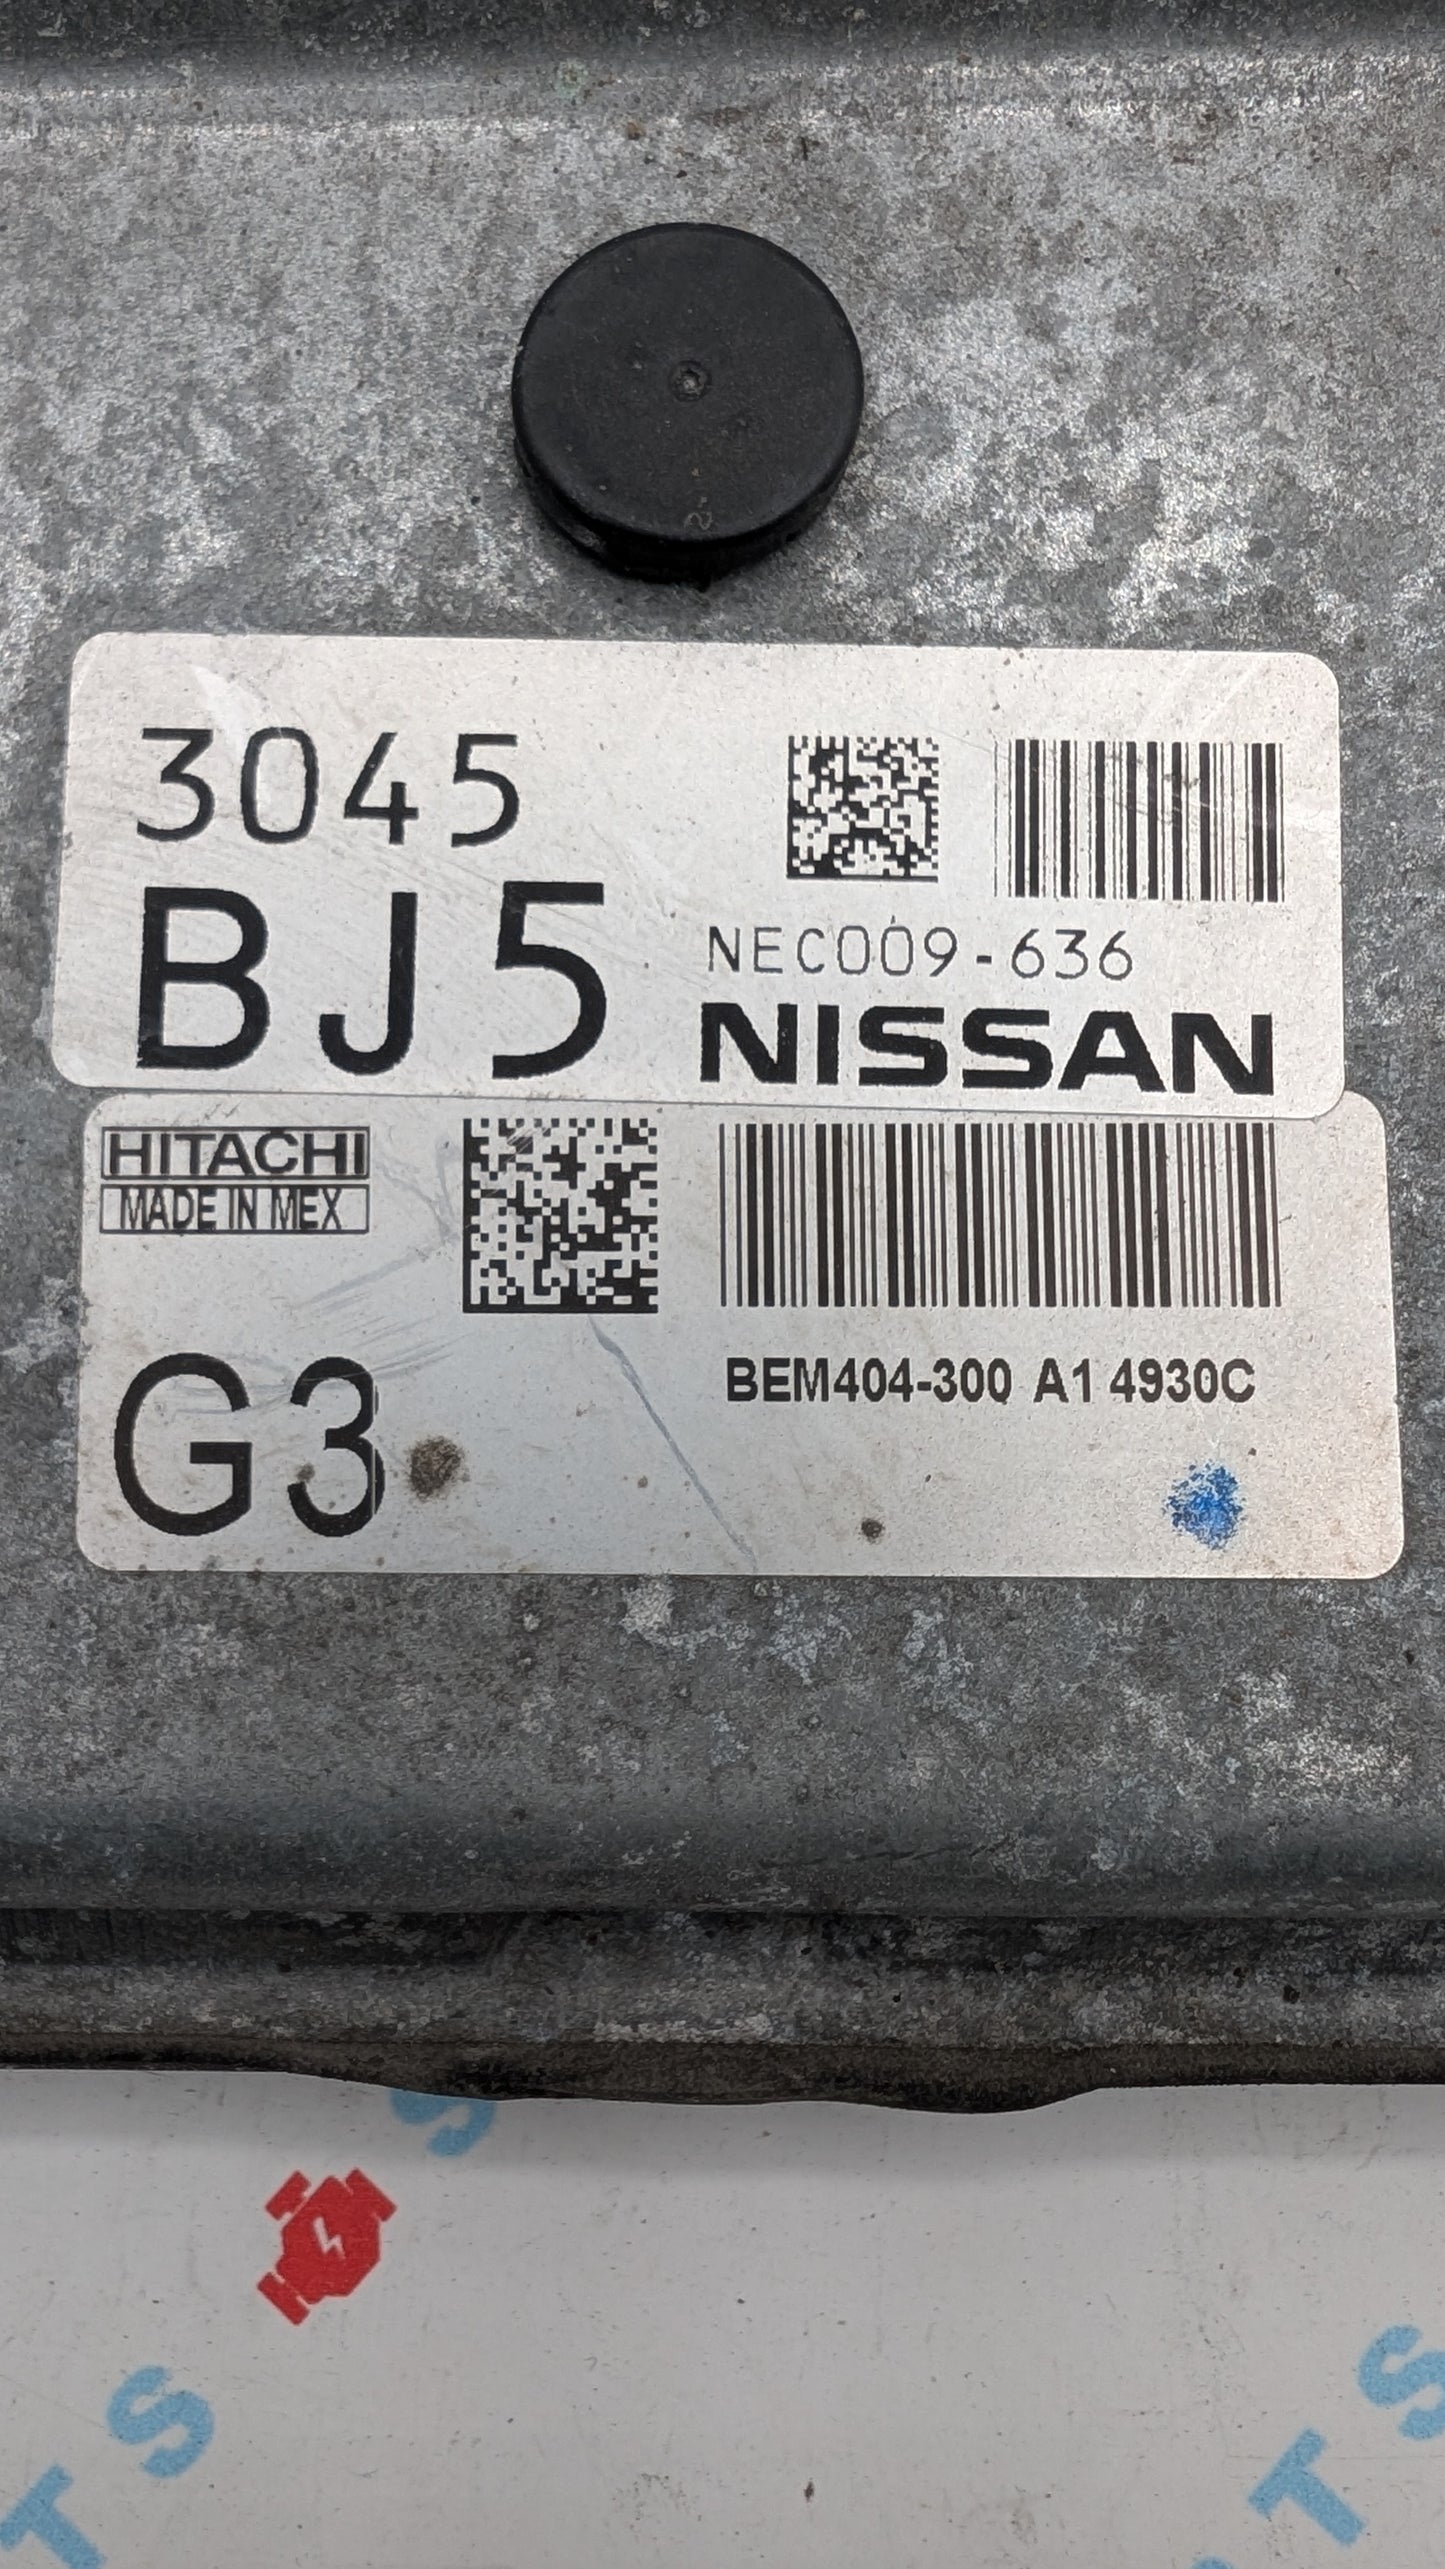 3045
BJ5
NEC009-636
NISSAN
HITACHI
MADE IN MEX
G3
BEM404-300 A1 4930C
S
S
T
S
T
S